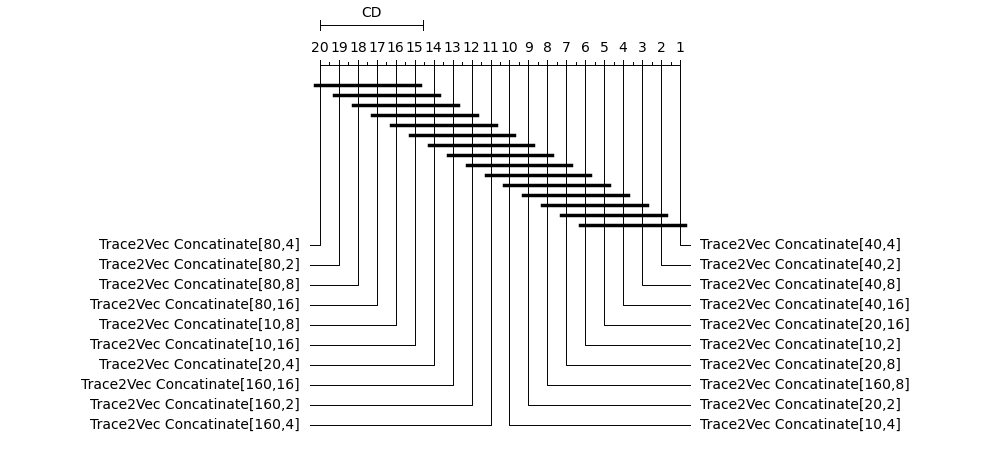 CD
20 19 18 17 16 15 14 13 12 11 10 9 8 7 6 5 4 3 2 1
Trace2Vec Concatinate[80,4]
Trace2Vec Concatinate[80,2]
Trace2Vec Concatinate[80,8]
Trace2Vec Concatinate[80,16]
Trace2Vec Concatinate[10,8]
Trace2Vec Concatinate[10,16]
Trace2Vec Concatinate[20,4]
Trace2Vec Concatinate[160,16]
Trace2Vec Concatinate[160,2]
Trace2Vec Concatinate[160,4]
Trace2Vec Concatinate[40,4]
Trace2Vec Concatinate[40,2]
Trace2Vec Concatinate[40,8]
Trace2Vec Concatinate[40,16]
Trace2Vec Concatinate[20,16]
Trace2Vec Concatinate[10,2]
Trace2Vec Concatinate[20,8]
Trace2Vec Concatinate[160,8]
Trace2Vec Concatinate[20,2]
Trace2Vec Concatinate[10,4]